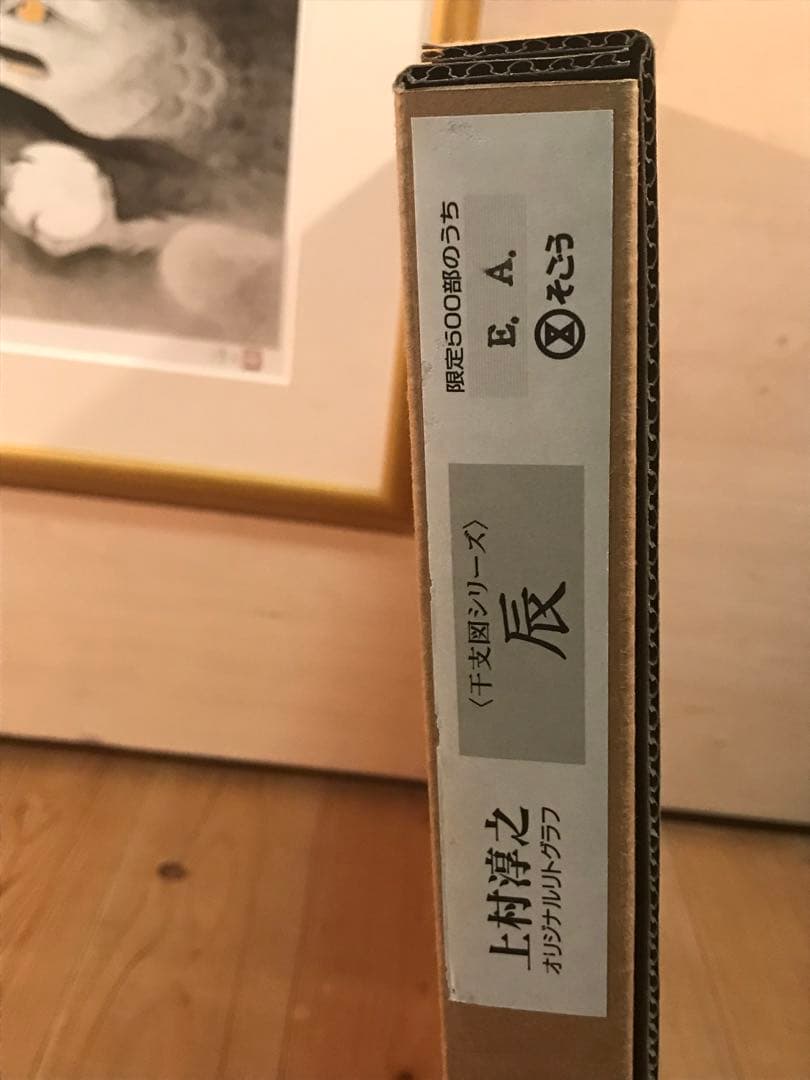 上村淳之
オリジナルリトグラフ
〈干支図シリーズ〉
辰
限定500部のうち
E. A.
そごう